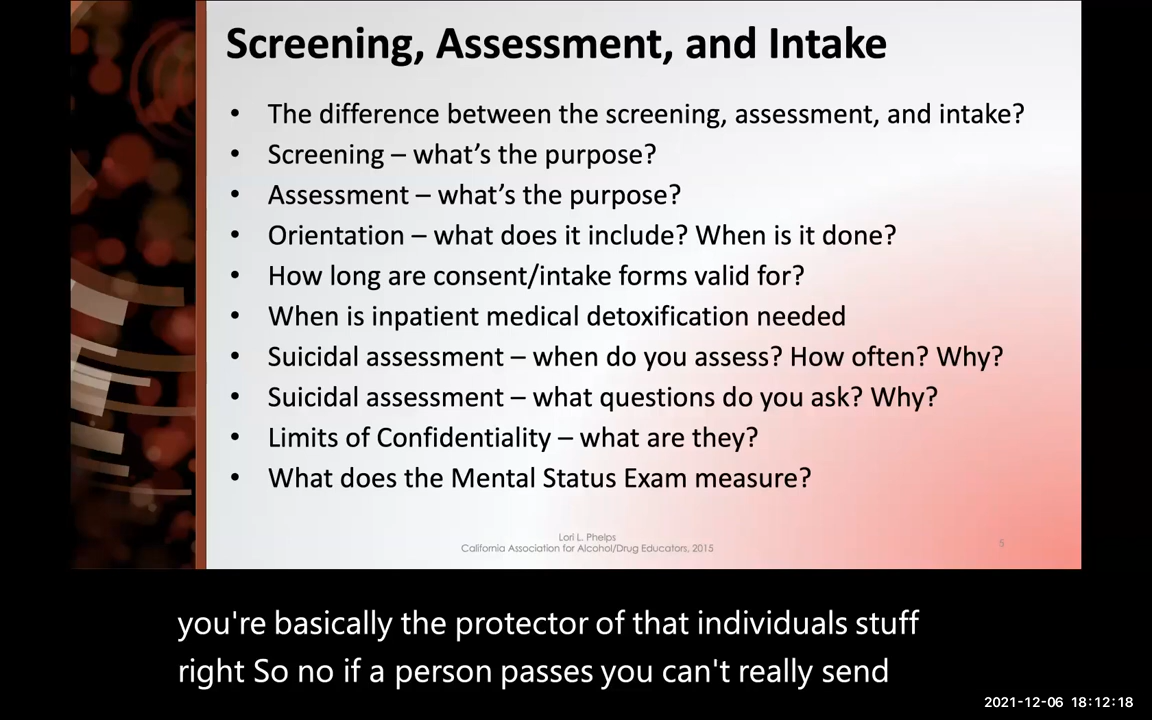 Screening, Assessment, and Intake
• The difference between the screening, assessment, and intake?
• Screening – what's the purpose?
• Assessment – what's the purpose?
• Orientation – what does it include? When is it done?
• How long are consent/intake forms valid for?
• When is inpatient medical detoxification needed
• Suicidal assessment – when do you assess? How often? Why?
• Suicidal assessment – what questions do you ask? Why?
• Limits of Confidentiality – what are they?
• What does the Mental Status Exam measure?
Lori L. Phelps
California Association for Alcohol/Drug Educators, 2015
5
you're basically the protector of that individuals stuff
right So no if a person passes you can't really send
2021-12-06 18:12:18